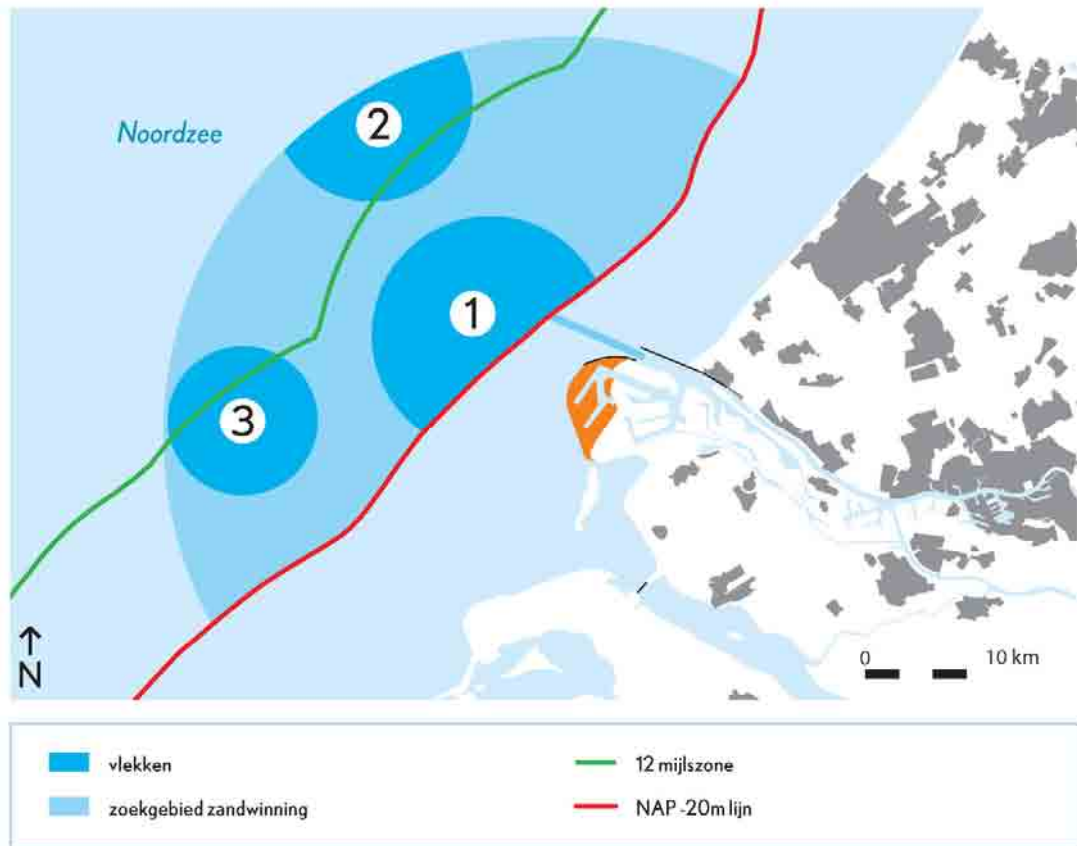 Noordzee
2
1
3
N
0 10 km
vlekken
12 mijlszone
zoekgebied zandwinning
NAP -20m lijn